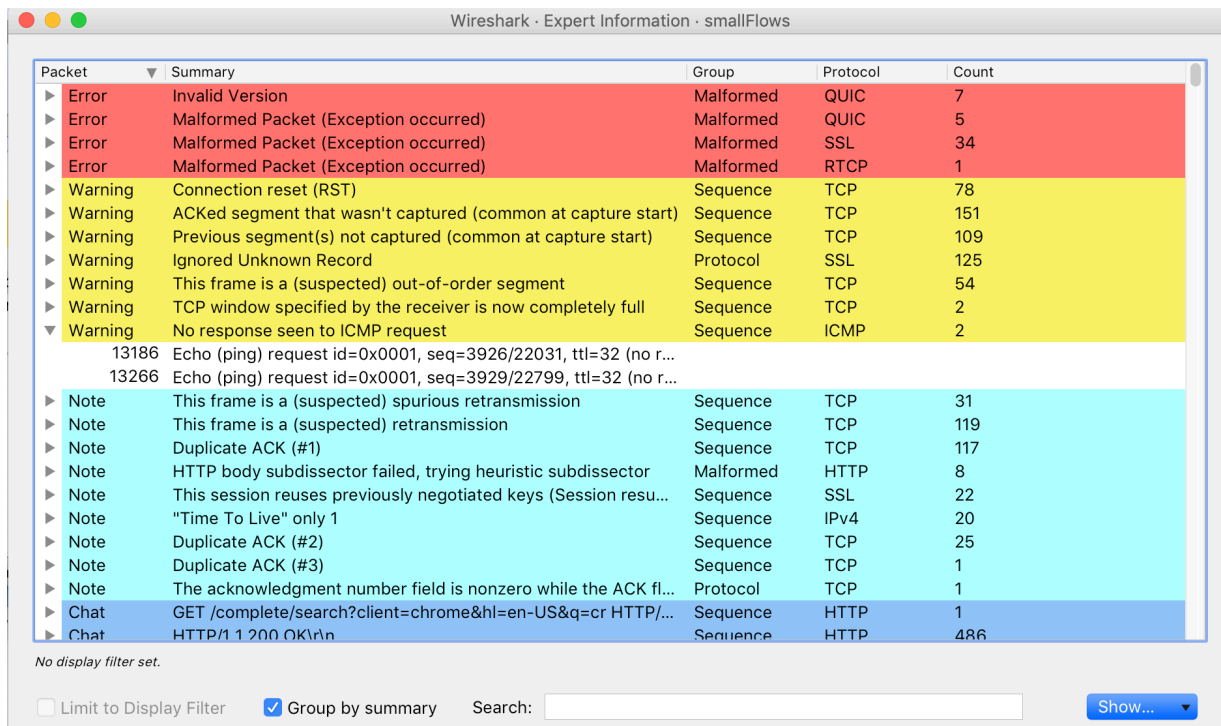 Wireshark · Expert Information · smallFlows
Packet Summary Group Protocol Count
Error Invalid Version Malformed QUIC 7
Error Malformed Packet (Exception occurred) Malformed QUIC 5
Error Malformed Packet (Exception occurred) Malformed SSL 34
Error Malformed Packet (Exception occurred) Malformed RTCP 1
Warning Connection reset (RST) Sequence TCP 78
Warning ACKed segment that wasn't captured (common at capture start) Sequence TCP 151
Warning Previous segment(s) not captured (common at capture start) Sequence TCP 109
Warning Ignored Unknown Record Protocol SSL 125
Warning This frame is a (suspected) out-of-order segment Sequence TCP 54
Warning TCP window specified by the receiver is now completely full Sequence TCP 2
Warning No response seen to ICMP request Sequence ICMP 2
13186 Echo (ping) request id=0x0001, seq=3926/22031, ttl=32 (no r...
13266 Echo (ping) request id=0x0001, seq=3929/22799, ttl=32 (no r...
Note This frame is a (suspected) spurious retransmission Sequence TCP 31
Note This frame is a (suspected) retransmission Sequence TCP 119
Note Duplicate ACK (#1) Sequence TCP 117
Note HTTP body subdissector failed, trying heuristic subdissector Malformed HTTP 8
Note This session reuses previously negotiated keys (Session resu... Sequence SSL 22
Note "Time To Live" only 1 Sequence IPv4 20
Note Duplicate ACK (#2) Sequence TCP 25
Note Duplicate ACK (#3) Sequence TCP 1
Note The acknowledgment number field is nonzero while the ACK fl... Protocol TCP 1
Chat GET /complete/search?client=chrome&hl=en-US&q=cr HTTP/... Sequence HTTP 1
Chat HTTP/1.1 200 OK\r\n Sequence HTTP 486
No display filter set.
Limit to Display Filter Group by summary Search: Show...